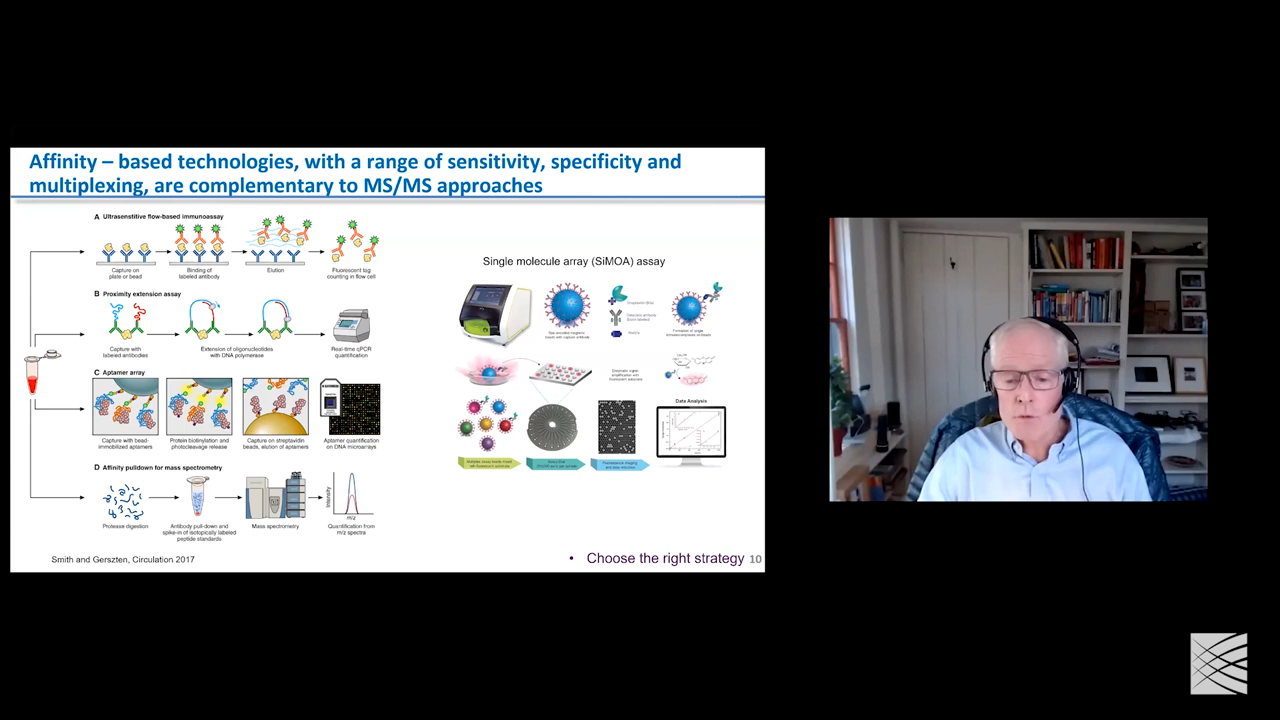 Affinity – based technologies, with a range of sensitivity, specificity and
multiplexing, are complementary to MS/MS approaches
A Ultrasenstitive flow-based immunoassay
Capture on
plate or bead
Binding of
labeled antibody
Elution
Fluorescent tag
counting in flow cell
B Proximity extension assay
Capture with
labeled antibodies
Extension of oligonucleotides
with DNA polymerase
Real-time qPCR
quantification
C Aptamer array
Capture with bead-
immobilized aptamers
Protein biotinylation and
photocleavage release
Capture on streptavidin
beads, elution of aptamers
Aptamer quantification
on DNA microarrays
D Affinity pulldown for mass spectrometry
Protease digestion
Antibody pull-down and
spike-in of isotopically labeled
peptide standards
Mass spectrometry
Intensity
m/z
Quantification from
m/z spectra
Smith and Gerszten, Circulation 2017
Single molecule array (SiMOA) assay
Data Analysis
• Choose the right strategy
10